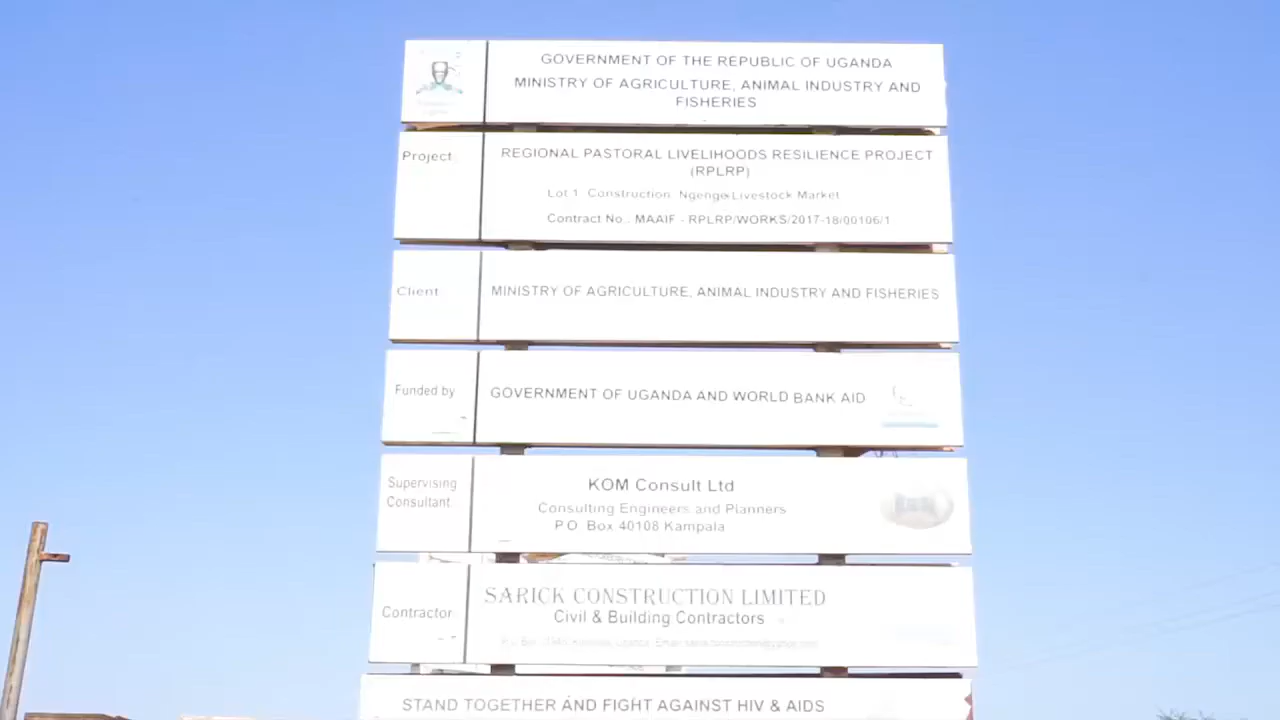 GOVERNMENT OF THE REPUBLIC OF UGANDA
MINISTRY OF AGRICULTURE, ANIMAL INDUSTRY AND
FISHERIES
Project:
REGIONAL PASTORAL LIVELIHOODS RESILIENCE PROJECT
(RPLRP)
Lot 1 Construction Ngenge Livestock Market
Contract No.: MAAIF - RPLRP/WORKS/2017-18/00106/1
Client
MINISTRY OF AGRICULTURE, ANIMAL INDUSTRY AND FISHERIES
Funded by
GOVERNMENT OF UGANDA AND WORLD BANK AID
Supervising
Consultant
KOM Consult Ltd
Consulting Engineers and Planners
P.O. Box 40108 Kampala
Contractor
SARICK CONSTRUCTION LIMITED
Civil & Building Contractors
STAND TOGETHER AND FIGHT AGAINST HIV & AIDS